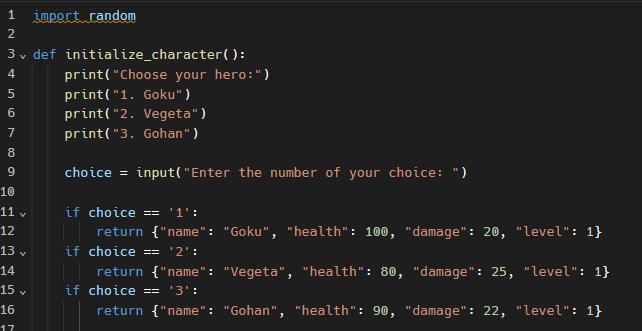 1 import random
2
3 def initialize_character():
4     print("Choose your hero:")
5     print("1. Goku")
6     print("2. Vegeta")
7     print("3. Gohan")
8
9     choice = input("Enter the number of your choice: ")
10
11     if choice == '1':
12         return {"name": "Goku", "health": 100, "damage": 20, "level": 1}
13     if choice == '2':
14         return {"name": "Vegeta", "health": 80, "damage": 25, "level": 1}
15     if choice == '3':
16         return {"name": "Gohan", "health": 90, "damage": 22, "level": 1}
17